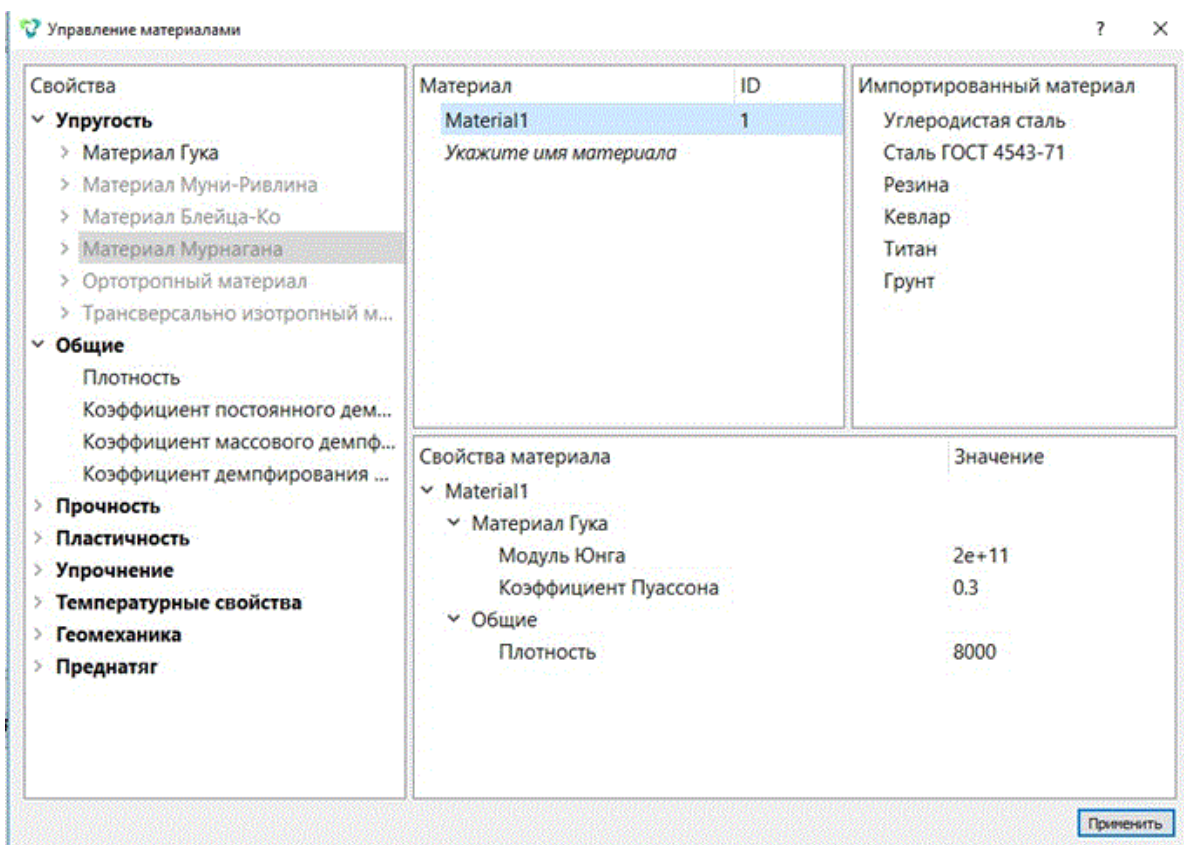 Управление материалами
? ×
Свойства
Упругость
Материал Гука
Материал Муни-Ривлина
Материал Блейца-Ко
Материал Мурнагана
Ортотропный материал
Трансверсально изотропный м...
Общие
Плотность
Коэффициент постоянного дем...
Коэффициент массового демпф...
Коэффициент демпфирования ...
Прочность
Пластичность
Упрочнение
Температурные свойства
Геомеханика
Преднатяг
Материал ID
Material1 1
Укажите имя материала
Импортированный материал
Углеродистая сталь
Сталь ГОСТ 4543-71
Резина
Кевлар
Титан
Грунт
Свойства материала Значение
Material1
Материал Гука
Модуль Юнга 2e+11
Коэффициент Пуассона 0.3
Общие
Плотность 8000
Применить